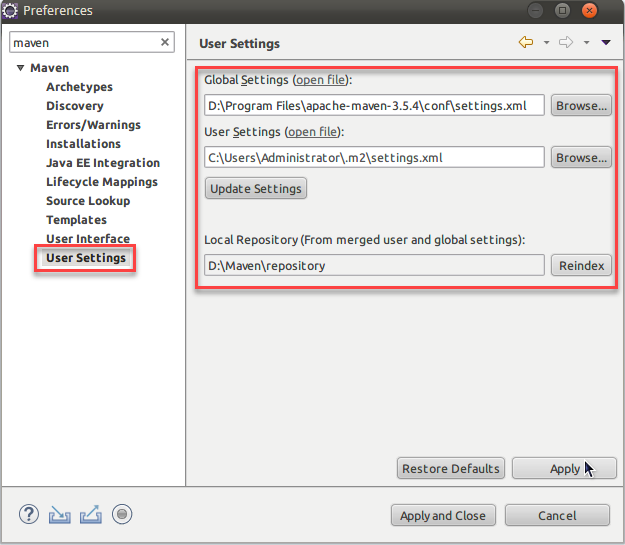 Preferences
maven
User Settings
Maven
Archetypes
Discovery
Errors/Warnings
Installations
Java EE Integration
Lifecycle Mappings
Source Lookup
Templates
User Interface
User Settings
Global Settings (open file):
D:\Program Files\apache-maven-3.5.4\conf\settings.xml
Browse...
User Settings (open file):
C:\Users\Administrator\.m2\settings.xml
Browse...
Update Settings
Local Repository (From merged user and global settings):
D:\Maven\repository
Reindex
Restore Defaults
Apply
Apply and Close
Cancel